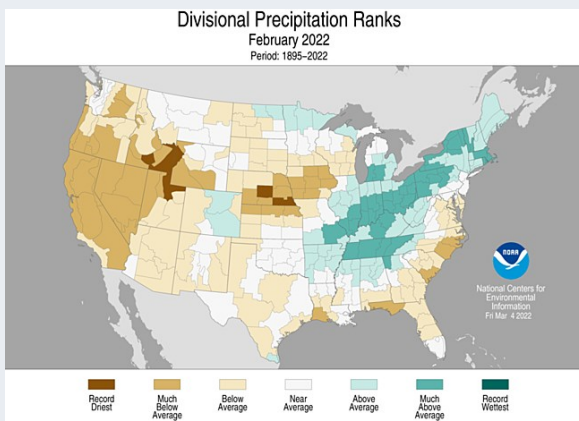 Divisional Precipitation Ranks
February 2022
Period: 1895–2022
NOAA
National Centers for
Environmental
Information
Fri Mar 4 2022
Record
Driest
Much
Below
Average
Below
Average
Near
Average
Above
Average
Much
Above
Average
Record
Wettest